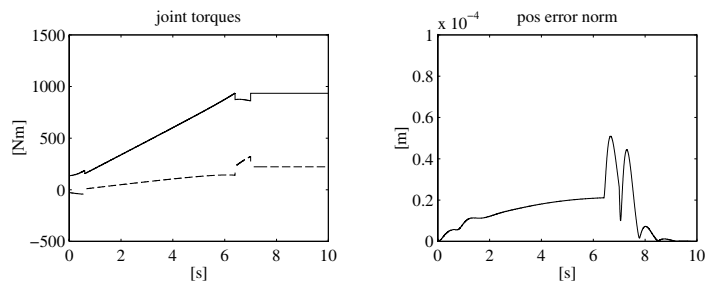 joint torques
1500
1000
500
0
−500
[Nm]
0 2 4 6 8 10
[s]
pos error norm
1 x 10⁻⁴
0.8
0.6
0.4
0.2
0
[m]
0 2 4 6 8 10
[s]